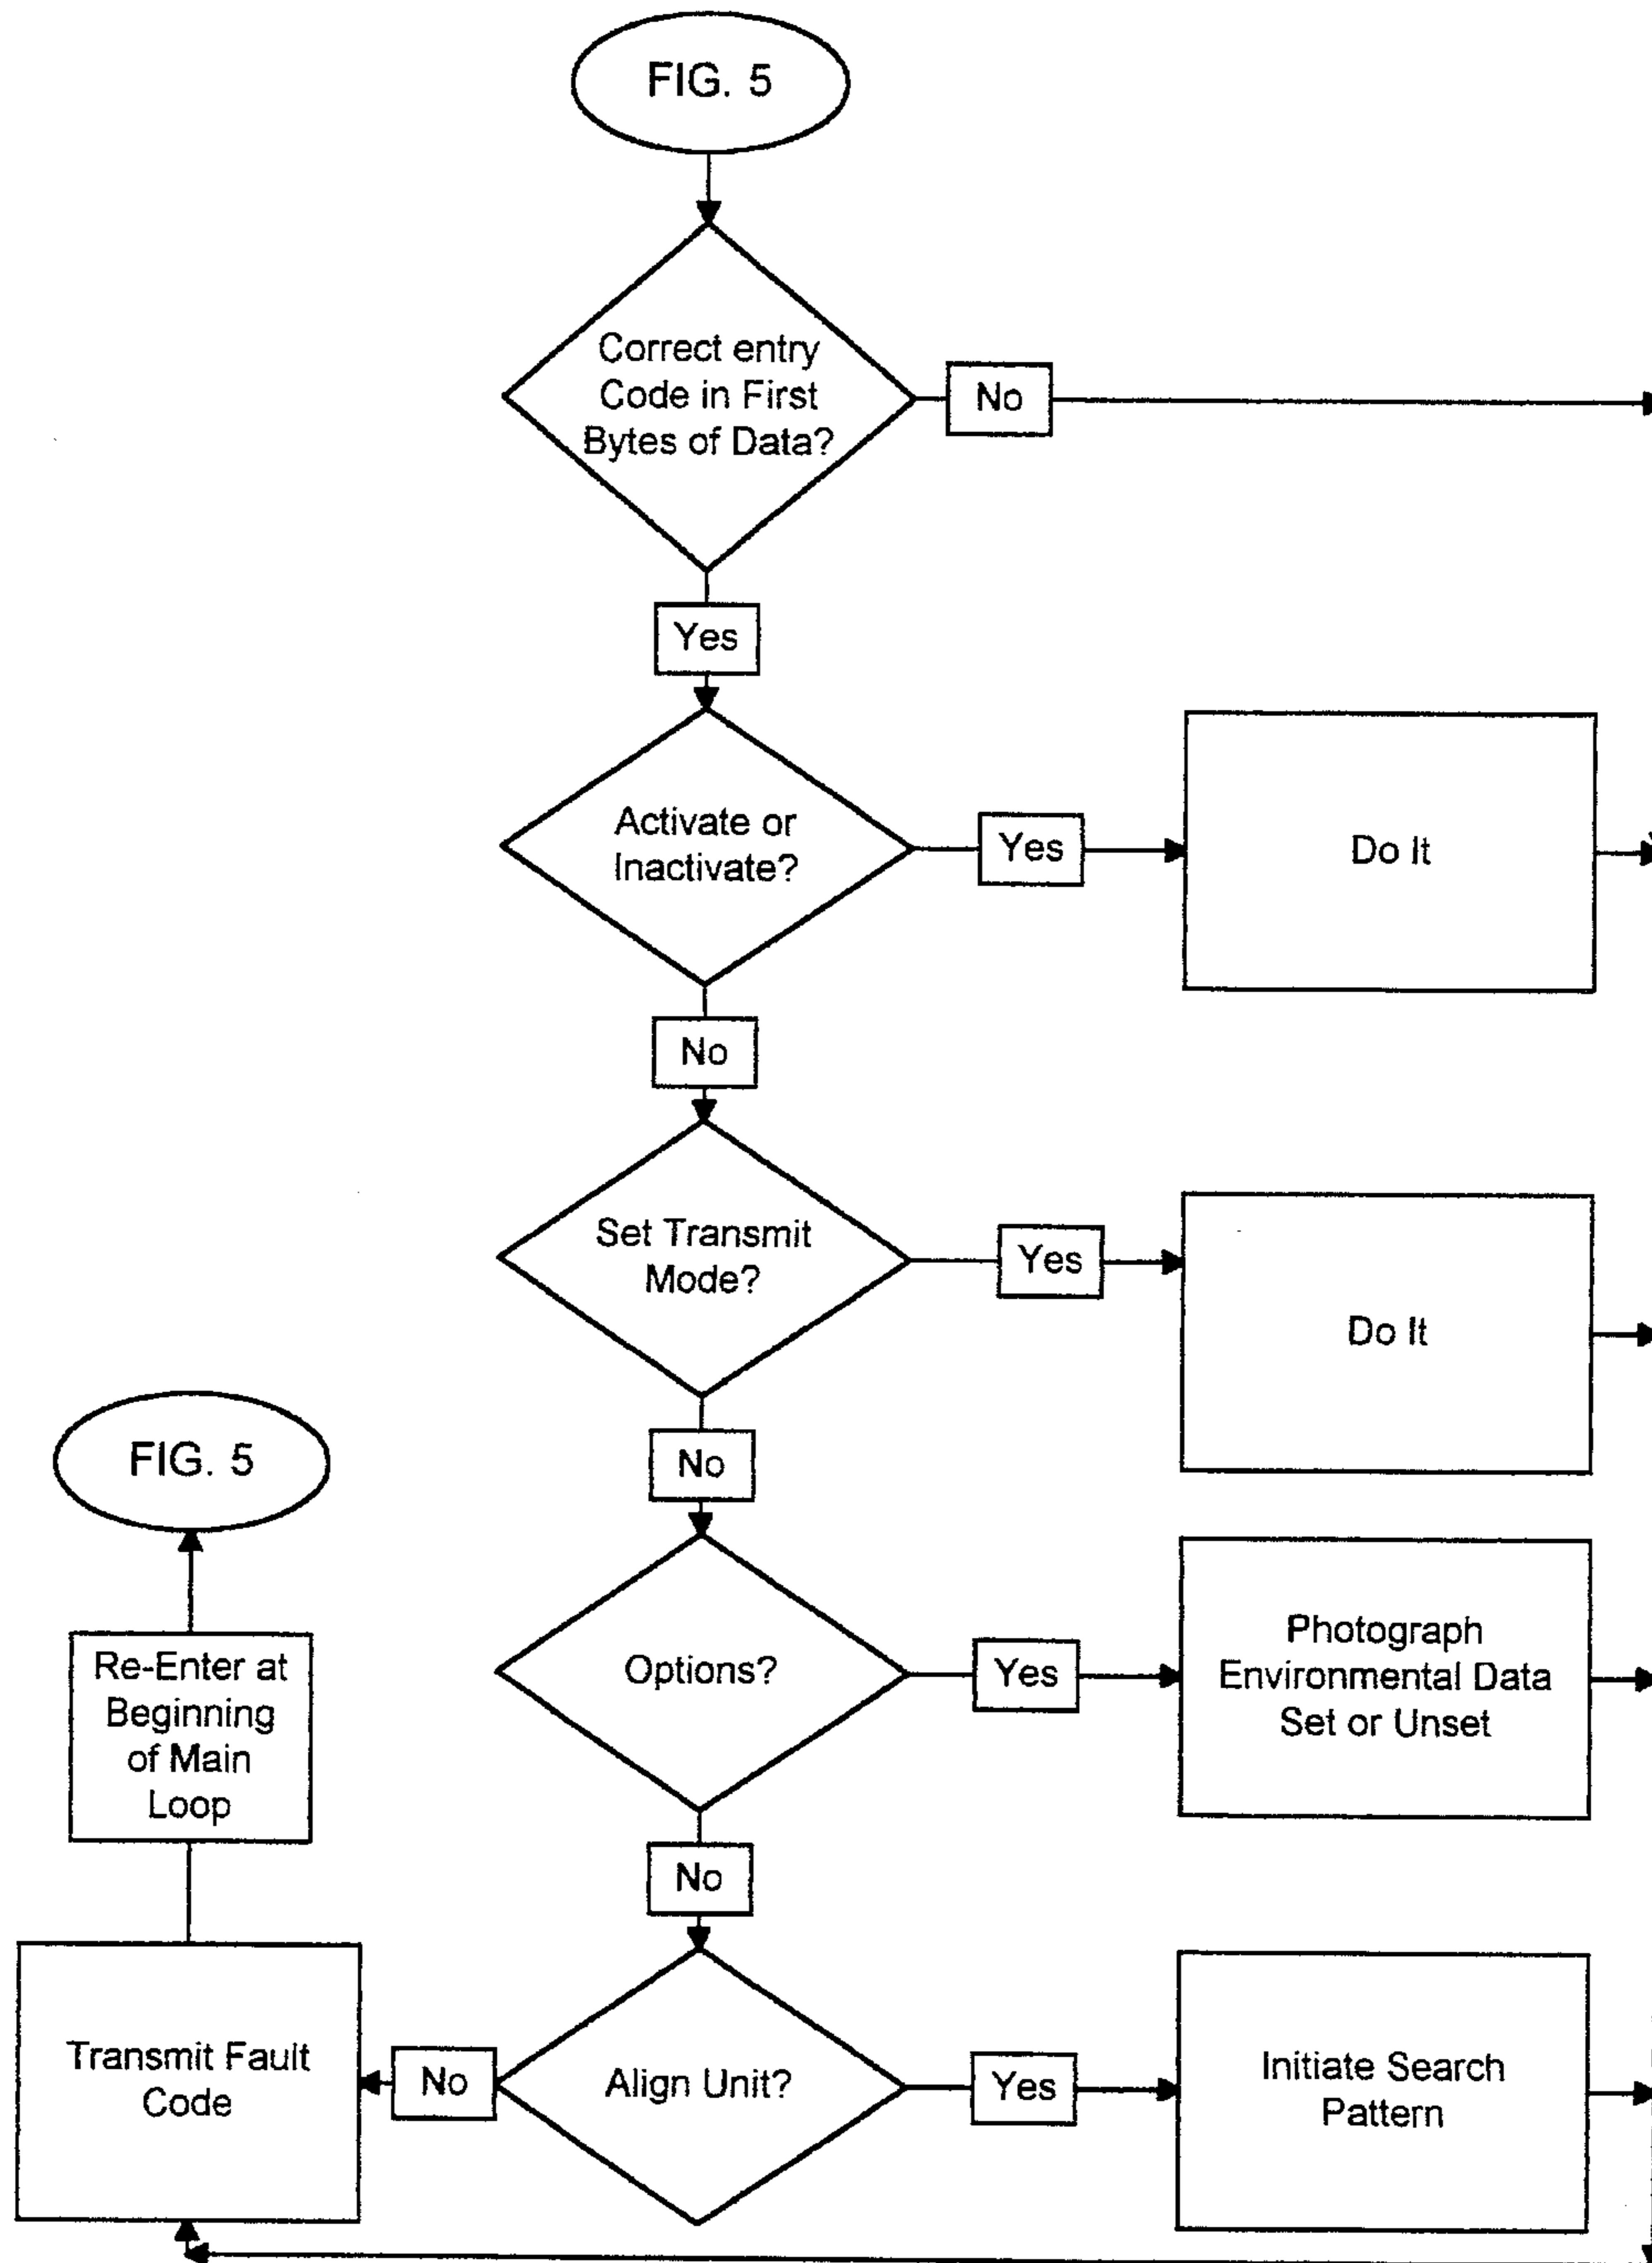 FIG. 5
Correct entry
Code in First
Bytes of Data?
No
Yes
Activate or
Inactivate?
Yes
Do It
No
Set Transmit
Mode?
Yes
Do It
No
Options?
Yes
Photograph
Environmental Data
Set or Unset
No
Align Unit?
Yes
Initiate Search
Pattern
No
Transmit Fault
Code
Re-Enter at
Beginning
of Main
Loop
FIG. 5